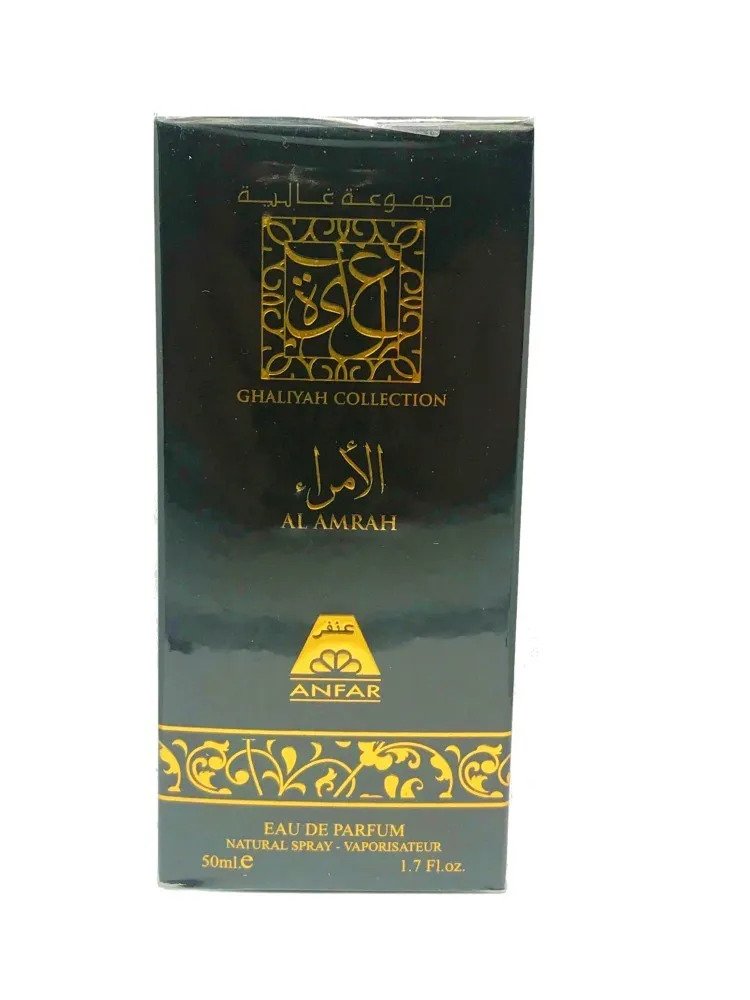 مجموعة غالية
GHALIYAH COLLECTION
الأمراء
AL AMRAH
عنفر
ANFAR
EAU DE PARFUM
NATURAL SPRAY - VAPORISATEUR
50ml.e 1.7 Fl.oz.